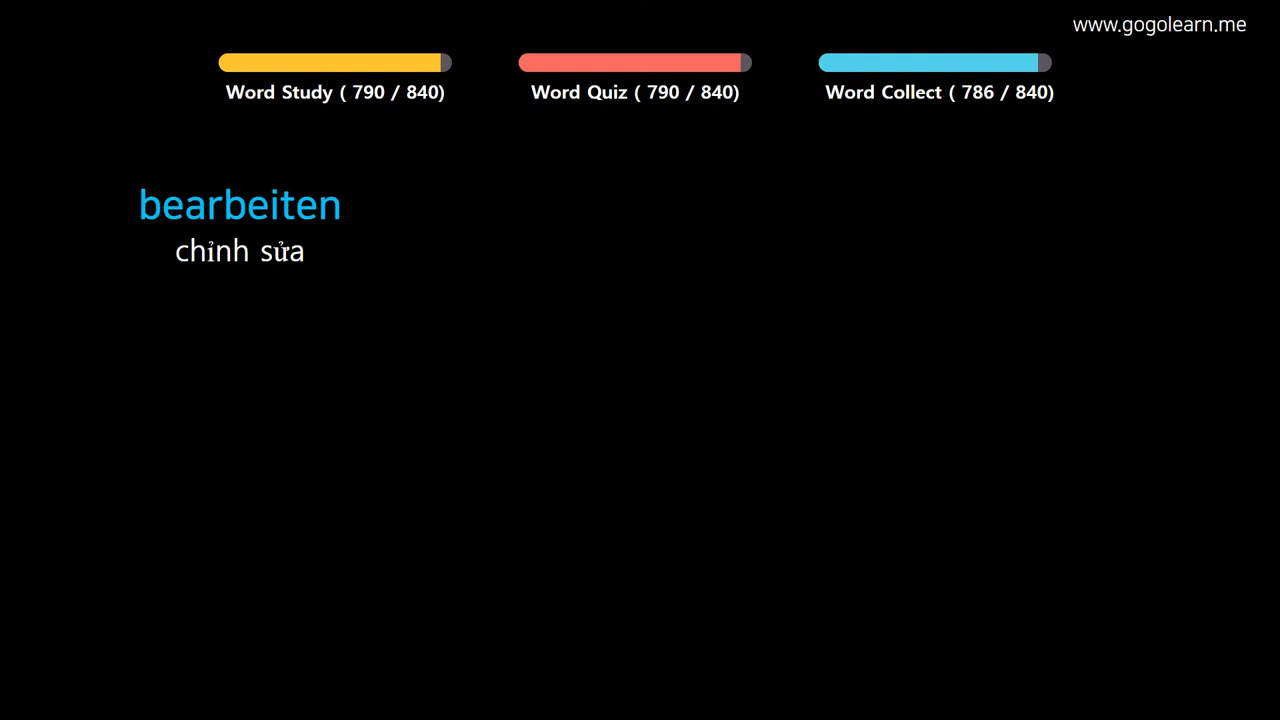 www.gogolearn.me
Word Study ( 790 / 840)
Word Quiz ( 790 / 840)
Word Collect ( 786 / 840)
bearbeiten
chỉnh sửa